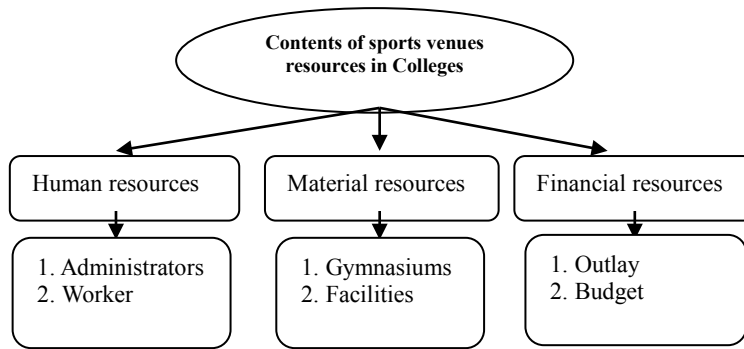 Contents of sports venues
resources in Colleges
Human resources
Material resources
Financial resources
1. Administrators
2. Worker
1. Gymnasiums
2. Facilities
1. Outlay
2. Budget